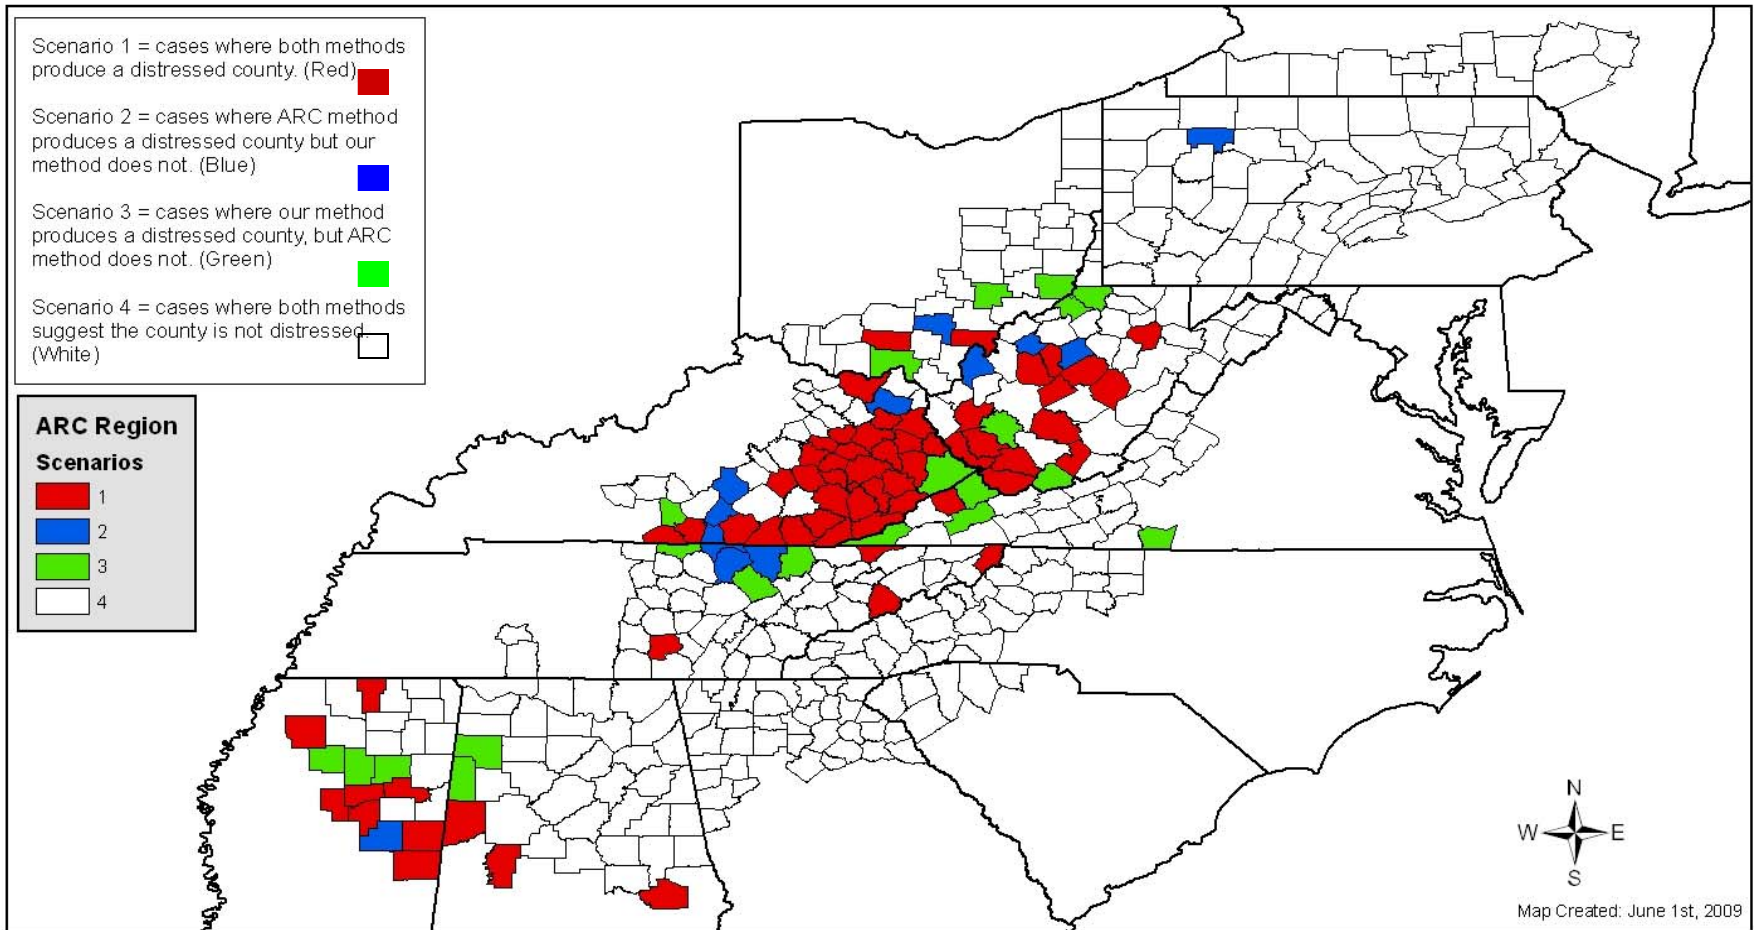 Scenario 1 = cases where both methods
produce a distressed county. (Red)
Scenario 2 = cases where ARC method
produces a distressed county but our
method does not. (Blue)
Scenario 3 = cases where our method
produces a distressed county, but ARC
method does not. (Green)
Scenario 4 = cases where both methods
suggest the county is not distressed.
(White)
ARC Region
Scenarios
1
2
3
4
N
W E
S
Map Created: June 1st, 2009